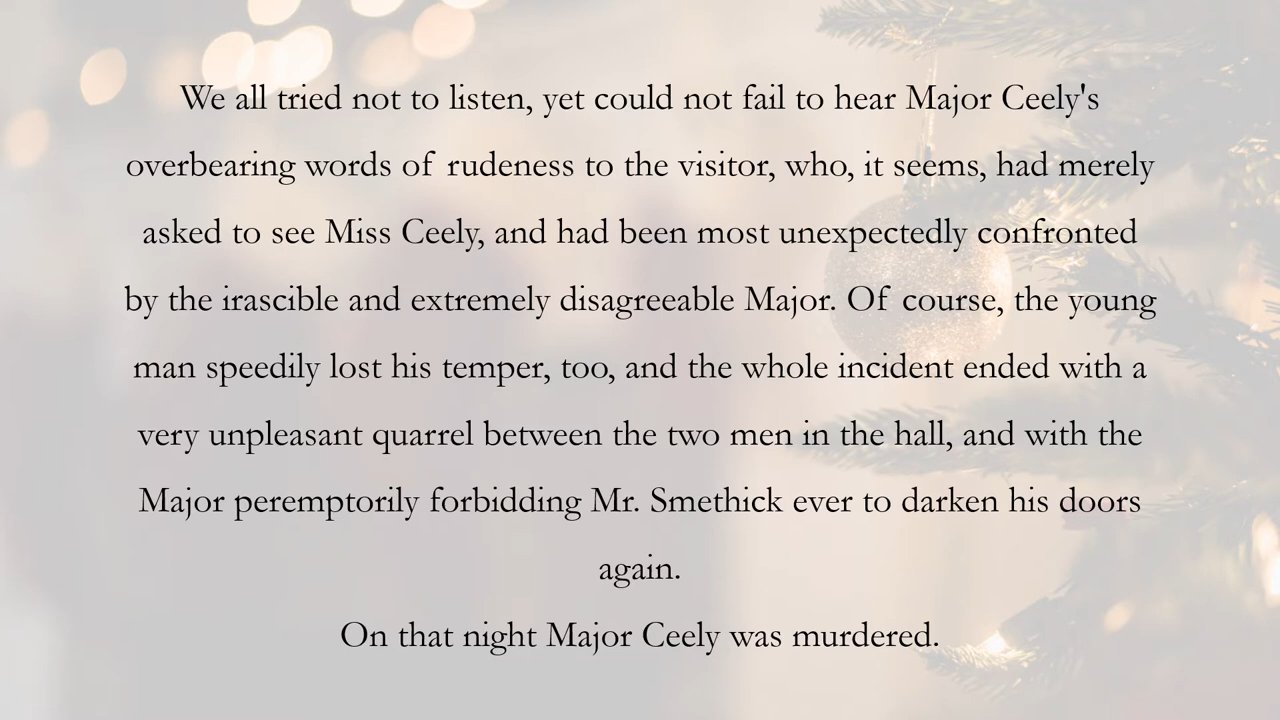 We all tried not to listen, yet could not fail to hear Major Ceely's
overbearing words of rudeness to the visitor, who, it seems, had merely
asked to see Miss Ceely, and had been most unexpectedly confronted
by the irascible and extremely disagreeable Major. Of course, the young
man speedily lost his temper, too, and the whole incident ended with a
very unpleasant quarrel between the two men in the hall, and with the
Major peremptorily forbidding Mr. Smethick ever to darken his doors
again.
On that night Major Ceely was murdered.